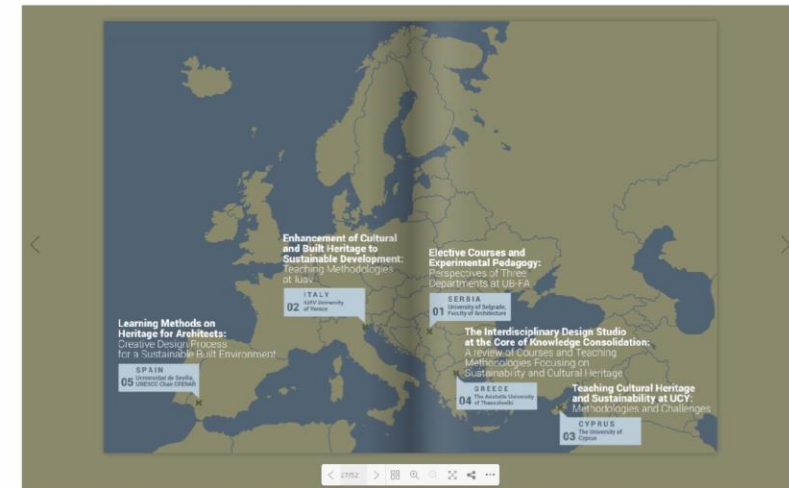 Enhancement of Cultural
and Built Heritage to
Sustainable Development:
Teaching Methodologies
at Iuav
ITALY
02 IUAV University
of Venice
Elective Courses and
Experimental Pedagogy:
Perspectives of Three
Departments at UB-FA
SERBIA
01 University of Belgrade,
Faculty of Architecture
Learning Methods on
Heritage for Architects:
Creative Design Process
for a Sustainable Built Environment
SPAIN
05 Universidad de Sevilla,
UNESCO Chair CREhAR
The Interdisciplinary Design Studio
at the Core of Knowledge Consolidation:
A review of Courses and Teaching
Methodologies Focusing on
Sustainability and Cultural Heritage
GREECE
04 The Aristotle University
of Thessaloniki
Teaching Cultural Heritage
and Sustainability at UCY:
Methodologies and Challenges
CYPRUS
03 The University of
Cyprus
27/52